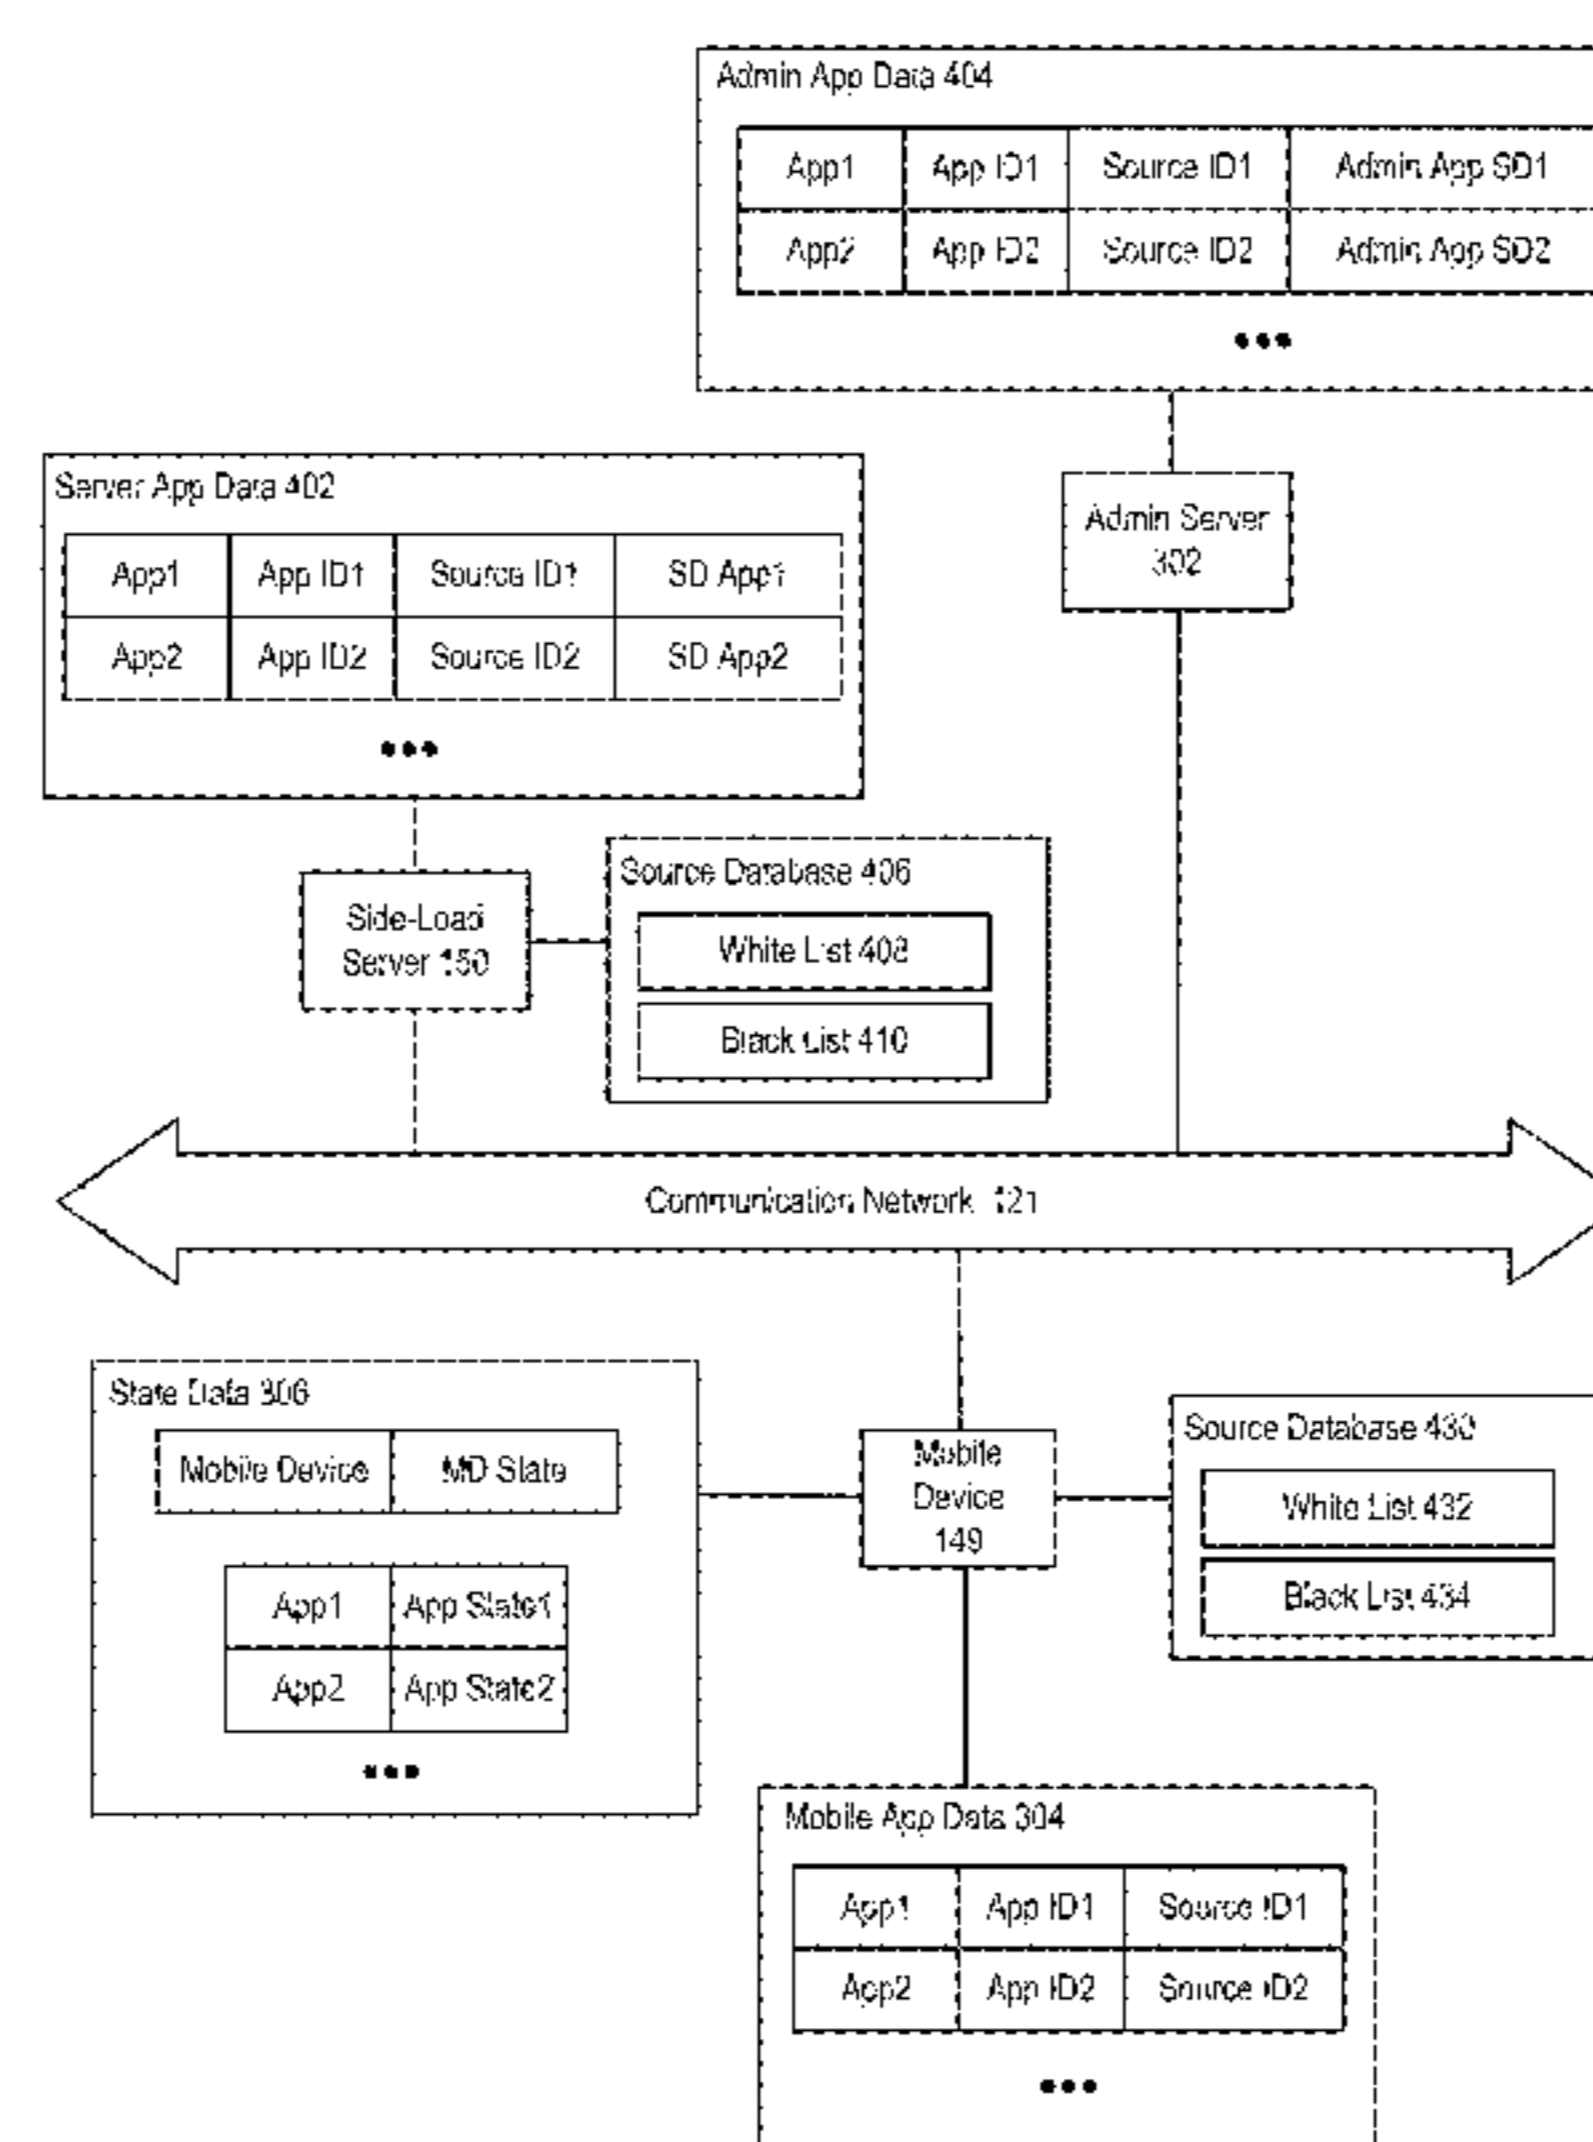 Admin App Data 404
App1 App ID1 Source ID1 Admin App SD1
App2 App ID2 Source ID2 Admin App SD2
Server App Data 402
App1 App ID1 Source ID1 SD App1
App2 App ID2 Source ID2 SD App2
Admin Server
302
Side-Load
Server 150
Source Database 406
White List 408
Black List 410
Communication Network 121
State Data 306
Mobile Device MD State
App1 App State1
App2 App State2
Mobile
Device
149
Source Database 430
White List 432
Black List 434
Mobile App Data 304
App1 App ID1 Source ID1
App2 App ID2 Source ID2